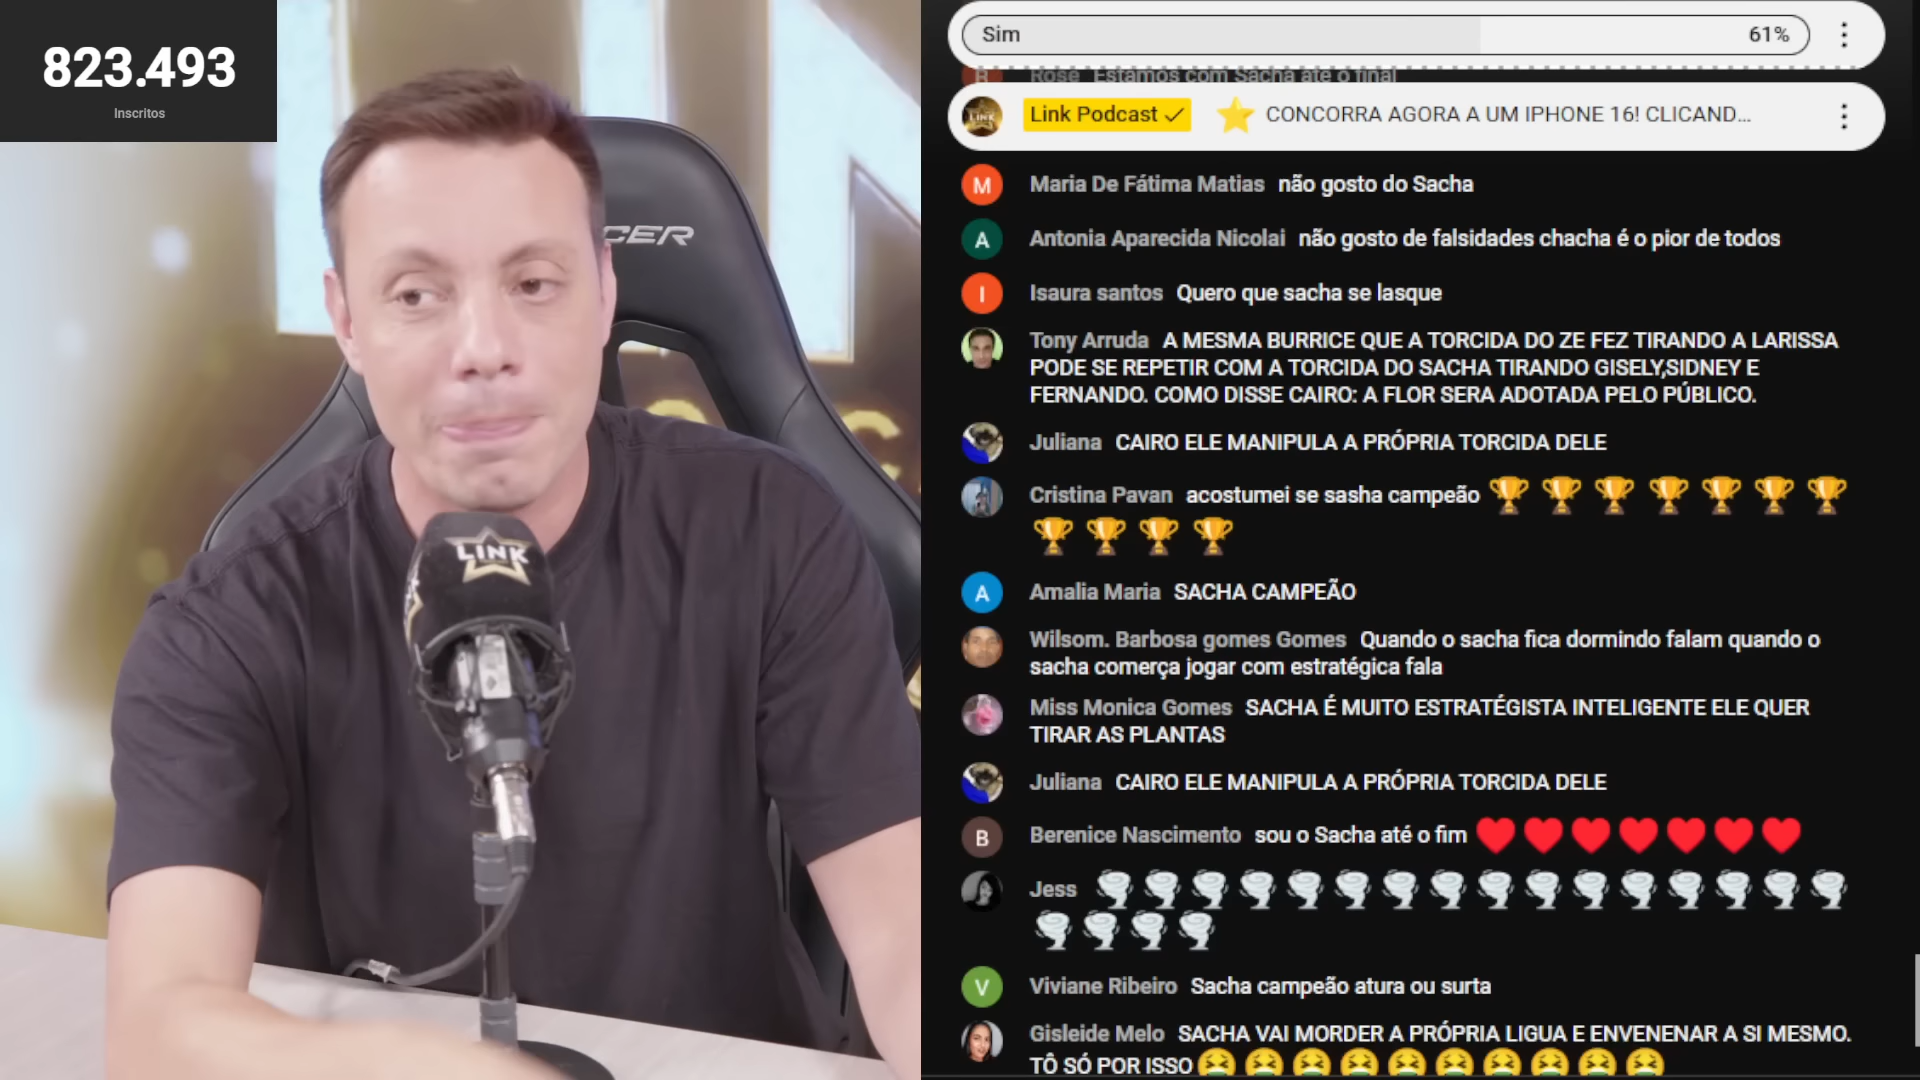 823.493
Inscritos
CER
LINK
Sim 61%
Rose Estamos com Sacha até o final
LINK
Link Podcast ✓ ⭐ CONCORRA AGORA A UM IPHONE 16! CLICAND...
M Maria De Fátima Matias não gosto do Sacha
A Antonia Aparecida Nicolai não gosto de falsidades chacha é o pior de todos
I Isaura santos Quero que sacha se lasque
Tony Arruda A MESMA BURRICE QUE A TORCIDA DO ZE FEZ TIRANDO A LARISSA
PODE SE REPETIR COM A TORCIDA DO SACHA TIRANDO GISELY,SIDNEY E
FERNANDO. COMO DISSE CAIRO: A FLOR SERA ADOTADA PELO PÚBLICO.
Juliana CAIRO ELE MANIPULA A PRÓPRIA TORCIDA DELE
Cristina Pavan acostumei se sasha campeão 🏆🏆🏆🏆🏆🏆🏆
🏆🏆🏆🏆
A Amalia Maria SACHA CAMPEÃO
Wilsom. Barbosa gomes Gomes Quando o sacha fica dormindo falam quando o
sacha comerça jogar com estratégica fala
Miss Monica Gomes SACHA É MUITO ESTRATÉGISTA INTELIGENTE ELE QUER
TIRAR AS PLANTAS
Juliana CAIRO ELE MANIPULA A PRÓPRIA TORCIDA DELE
B Berenice Nascimento sou o Sacha até o fim ❤️❤️❤️❤️❤️❤️❤️
Jess 🌪️🌪️🌪️🌪️🌪️🌪️🌪️🌪️🌪️🌪️🌪️🌪️🌪️🌪️🌪️🌪️
🌪️🌪️🌪️🌪️
V Viviane Ribeiro Sacha campeão atura ou surta
Gisleide Melo SACHA VAI MORDER A PRÓPRIA LIGUA E ENVENENAR A SI MESMO.
TÔ SÓ POR ISSO 🤮🤮🤮🤮🤮🤮🤮🤮🤮🤮